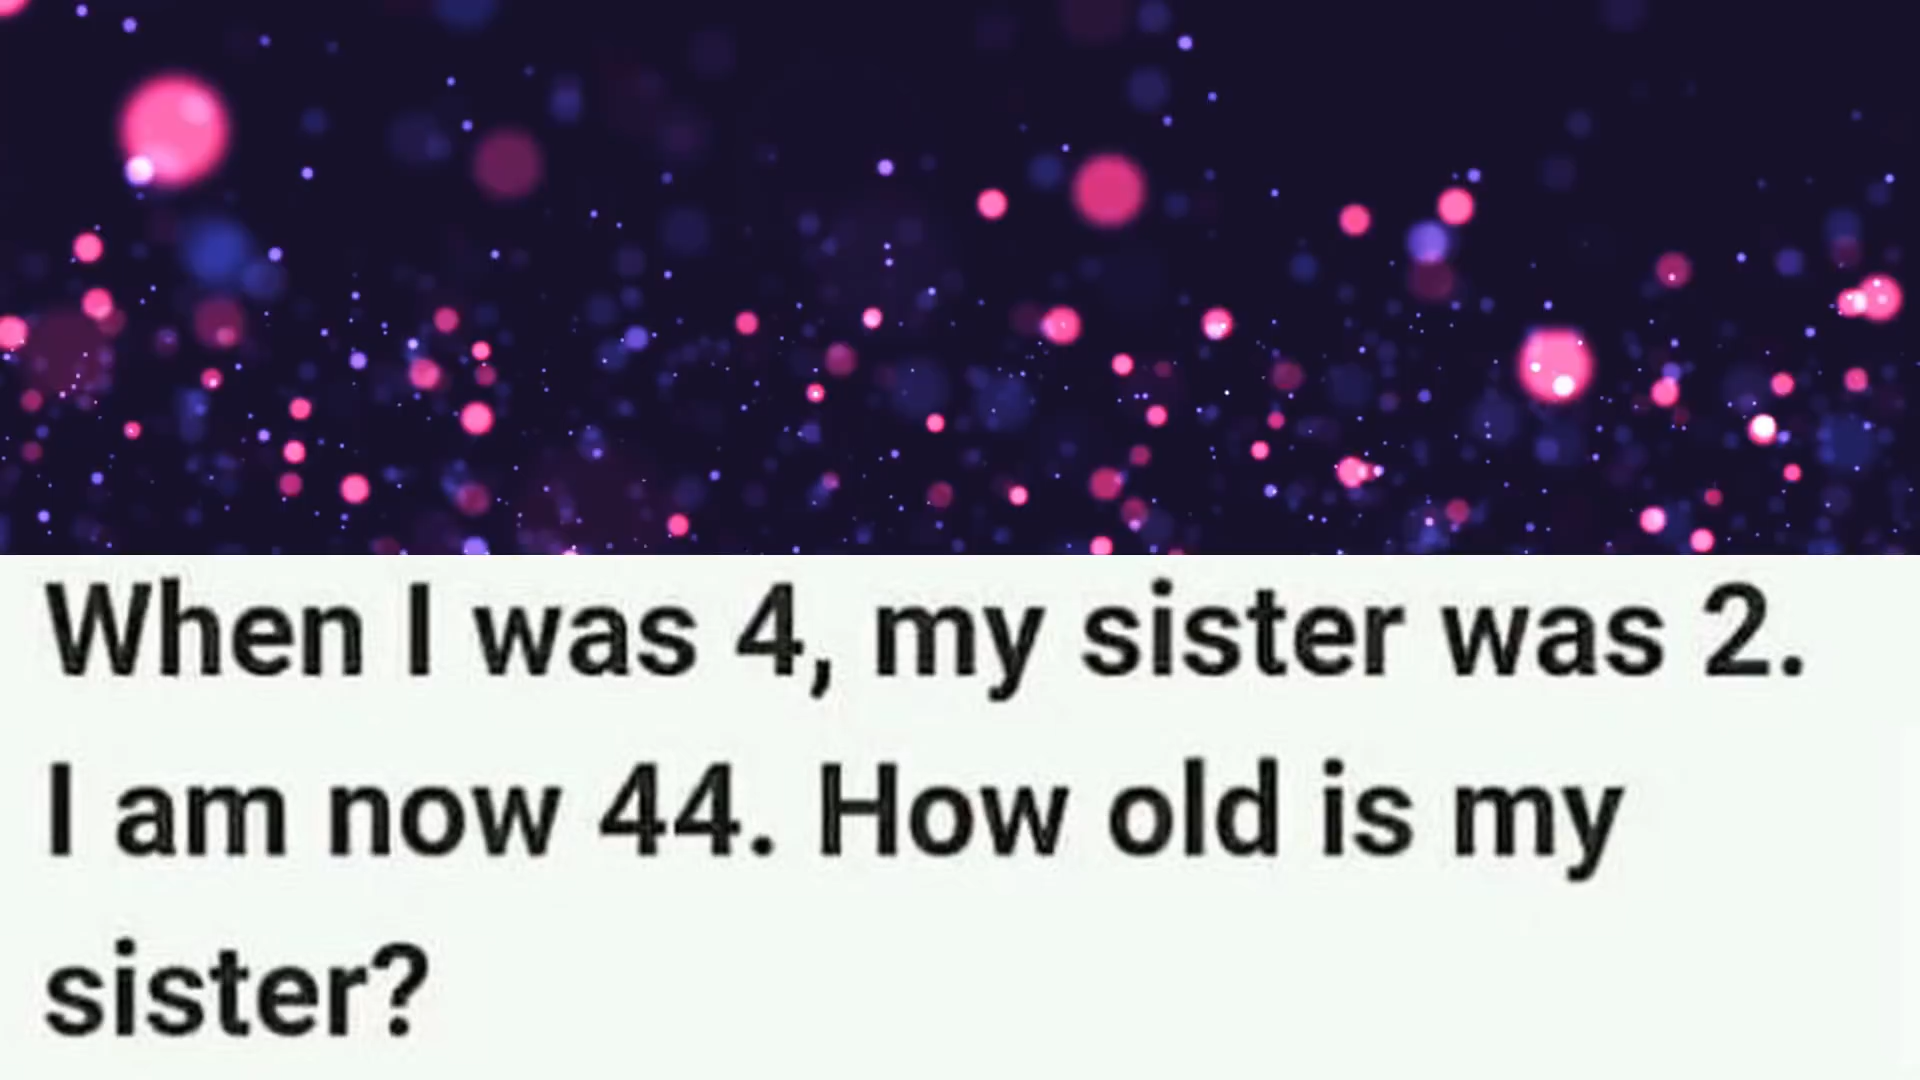 When I was 4, my sister was 2.
I am now 44. How old is my
sister?